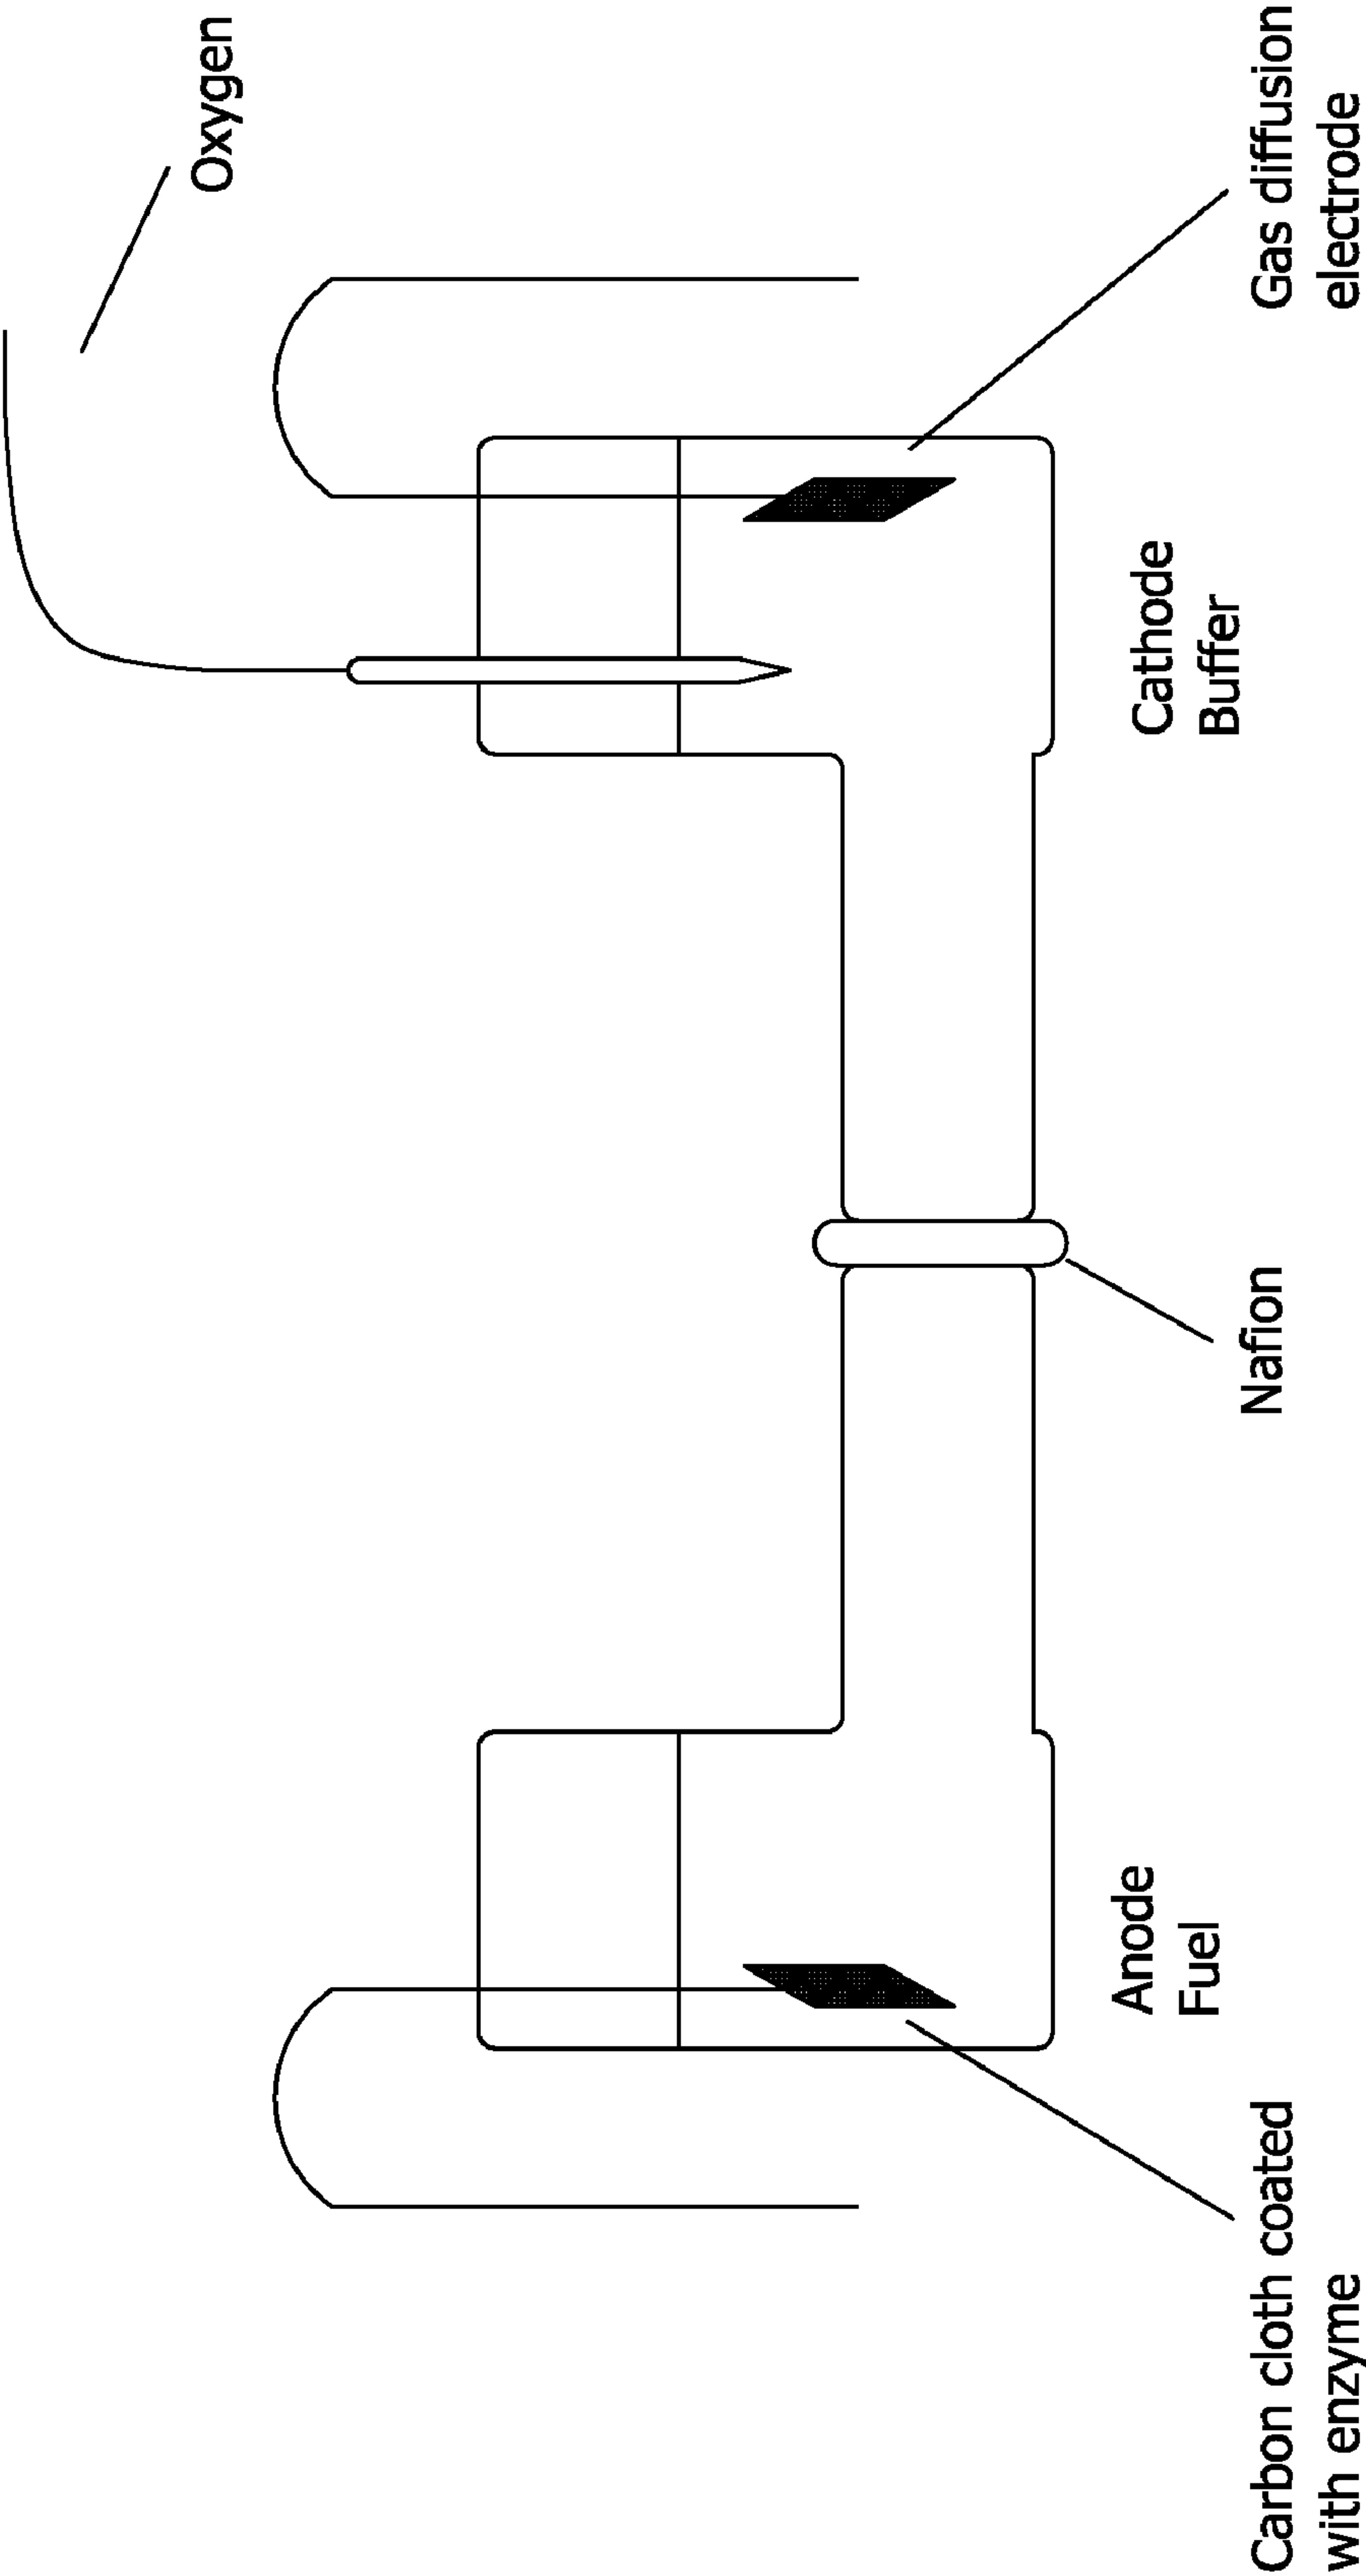 Oxygen
Carbon cloth coated
with enzyme
Anode
Fuel
Nafion
Cathode
Buffer
Gas diffusion
electrode